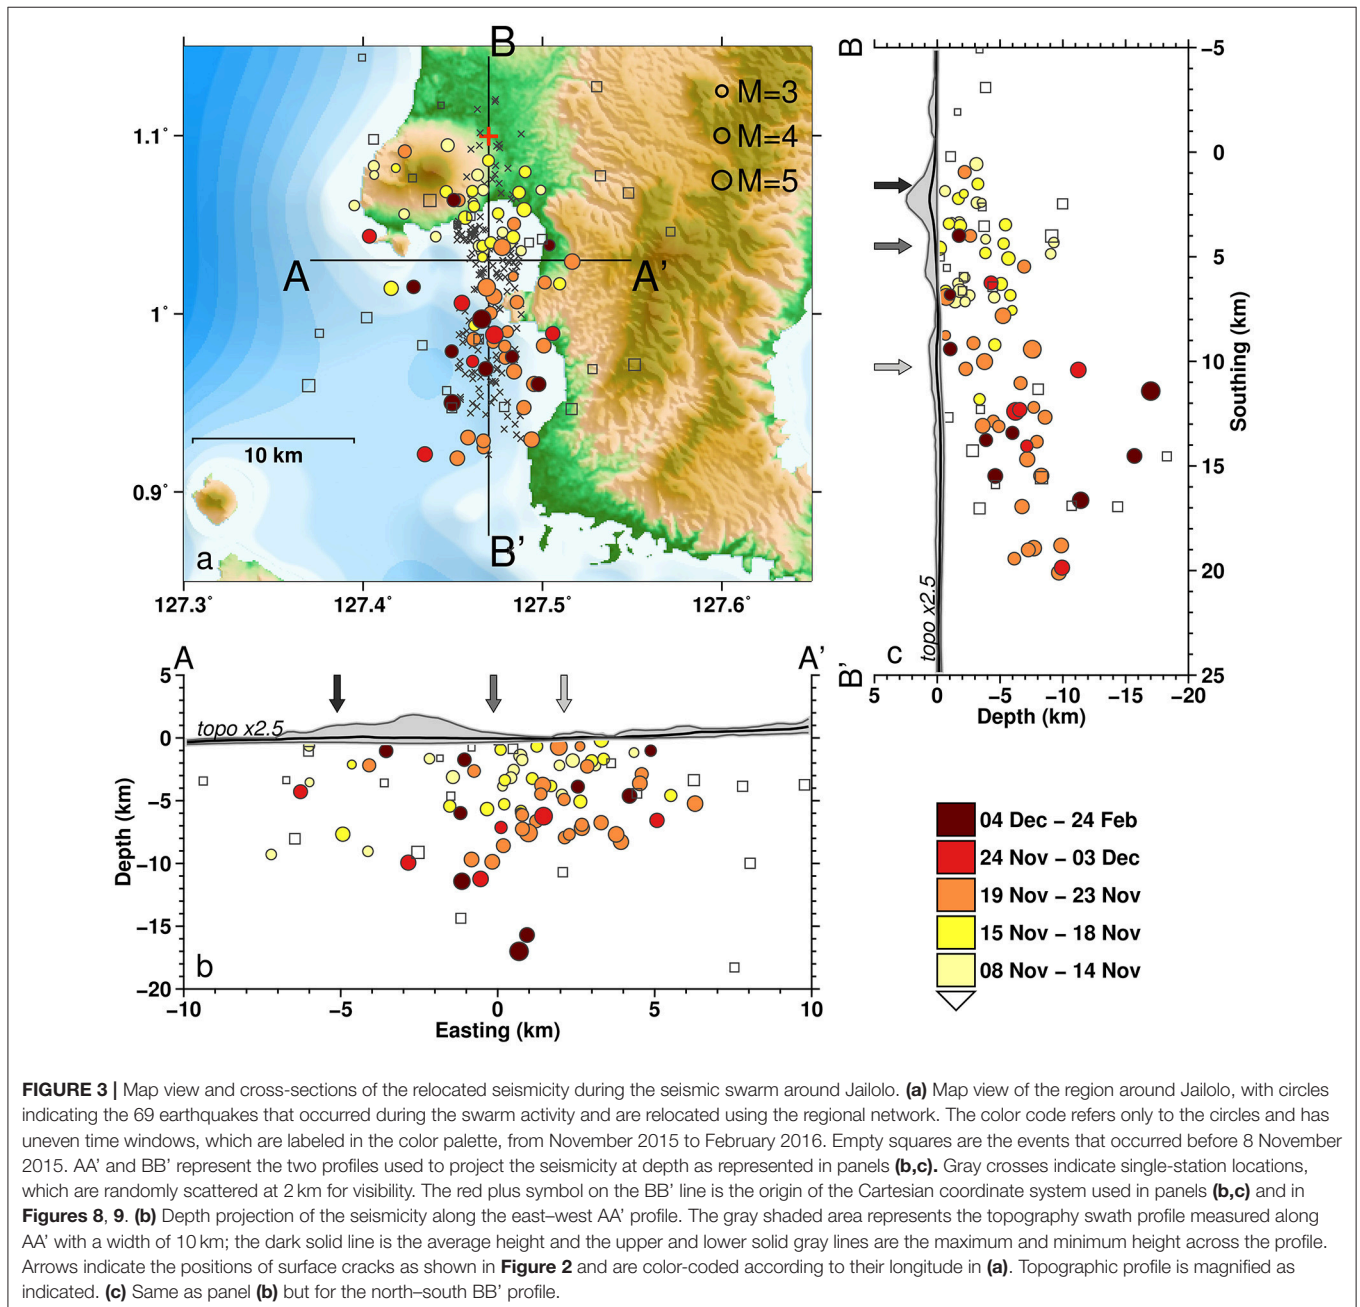 B
M=3
M=4
M=5
1.1°
A
A'
1°
10 km
0.9°
B'
a
127.3
127.4°
127.5°
127.6°
B
−5
0
5
10
15
20
25
Southing (km)
topo x2.5
c
B'
5
0
−5
−10
−15
−20
Depth (km)
A
A'
5
0
−5
−10
−15
−20
Depth (km)
topo x2.5
b
−10
−5
0
5
10
Easting (km)
04 Dec − 24 Feb
24 Nov − 03 Dec
19 Nov − 23 Nov
15 Nov − 18 Nov
08 Nov − 14 Nov
FIGURE 3 | Map view and cross-sections of the relocated seismicity during the seismic swarm around Jailolo. (a) Map view of the region around Jailolo, with circles
indicating the 69 earthquakes that occurred during the swarm activity and are relocated using the regional network. The color code refers only to the circles and has
uneven time windows, which are labeled in the color palette, from November 2015 to February 2016. Empty squares are the events that occurred before 8 November
2015. AA' and BB' represent the two profiles used to project the seismicity at depth as represented in panels (b,c). Gray crosses indicate single-station locations,
which are randomly scattered at 2 km for visibility. The red plus symbol on the BB' line is the origin of the Cartesian coordinate system used in panels (b,c) and in
Figures 8, 9. (b) Depth projection of the seismicity along the east–west AA' profile. The gray shaded area represents the topography swath profile measured along
AA' with a width of 10 km; the dark solid line is the average height and the upper and lower solid gray lines are the maximum and minimum height across the profile.
Arrows indicate the positions of surface cracks as shown in Figure 2 and are color-coded according to their longitude in (a). Topographic profile is magnified as
indicated. (c) Same as panel (b) but for the north–south BB' profile.